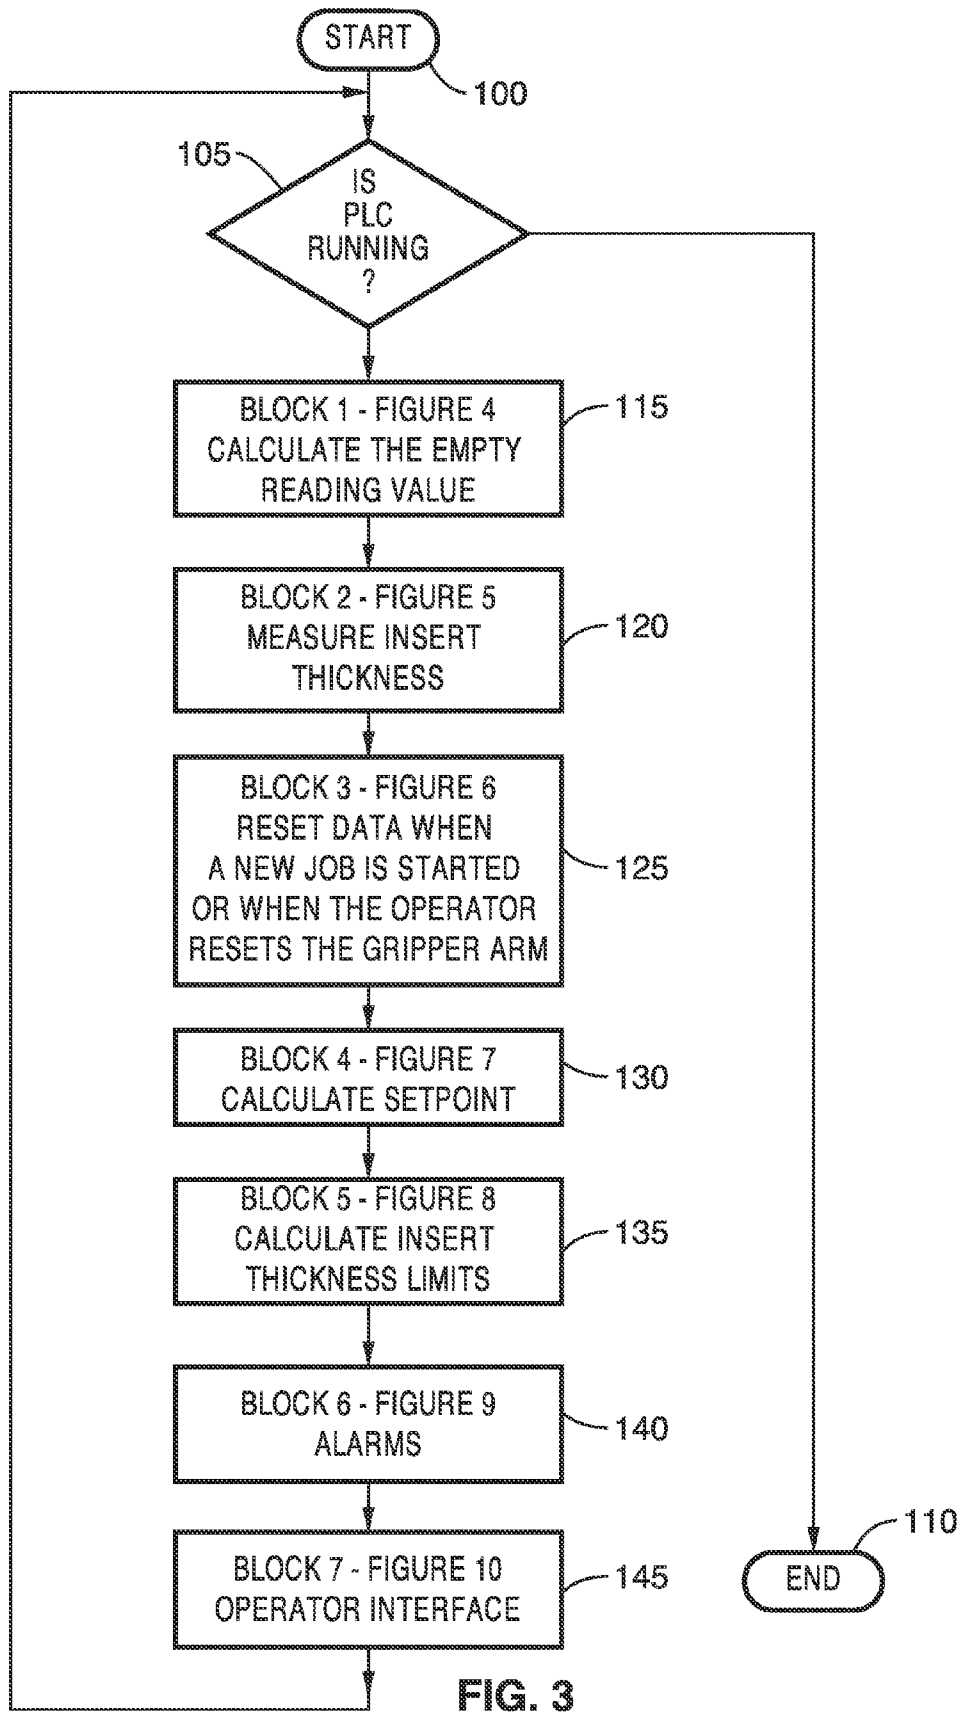 START
100
105
IS
PLC
RUNNING
?
BLOCK 1 - FIGURE 4
CALCULATE THE EMPTY
READING VALUE
115
BLOCK 2 - FIGURE 5
MEASURE INSERT
THICKNESS
120
BLOCK 3 - FIGURE 6
RESET DATA WHEN
A NEW JOB IS STARTED
OR WHEN THE OPERATOR
RESETS THE GRIPPER ARM
125
BLOCK 4 - FIGURE 7
CALCULATE SETPOINT
130
BLOCK 5 - FIGURE 8
CALCULATE INSERT
THICKNESS LIMITS
135
BLOCK 6 - FIGURE 9
ALARMS
140
BLOCK 7 - FIGURE 10
OPERATOR INTERFACE
145
110
END
FIG. 3